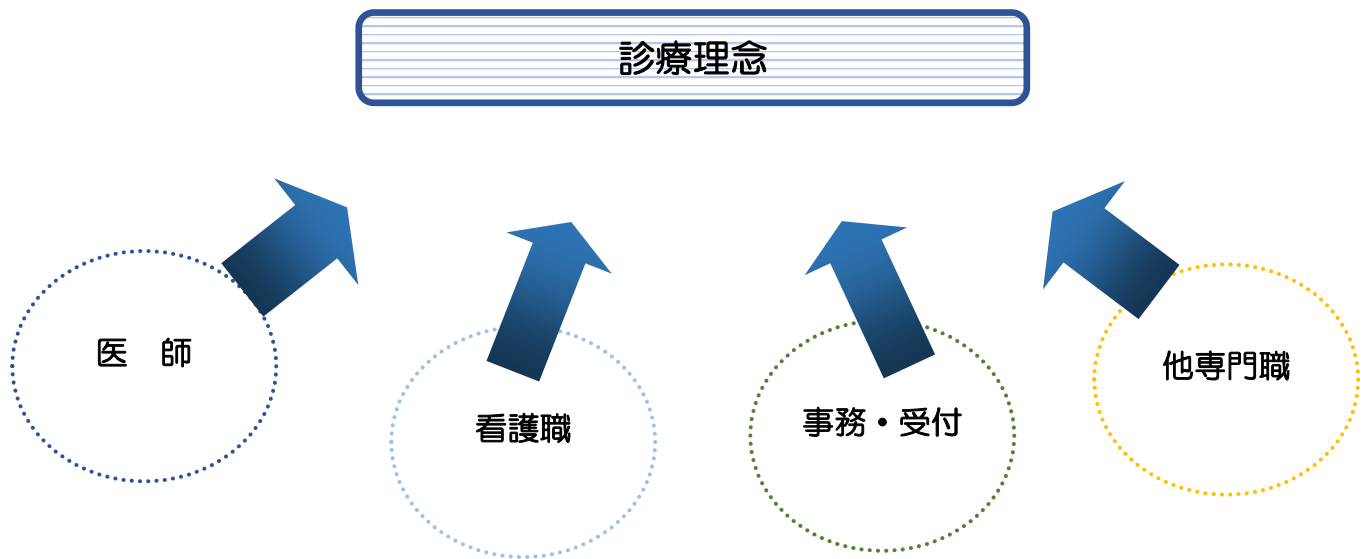 診療理念
医　師
看護職
事務・受付
他専門職